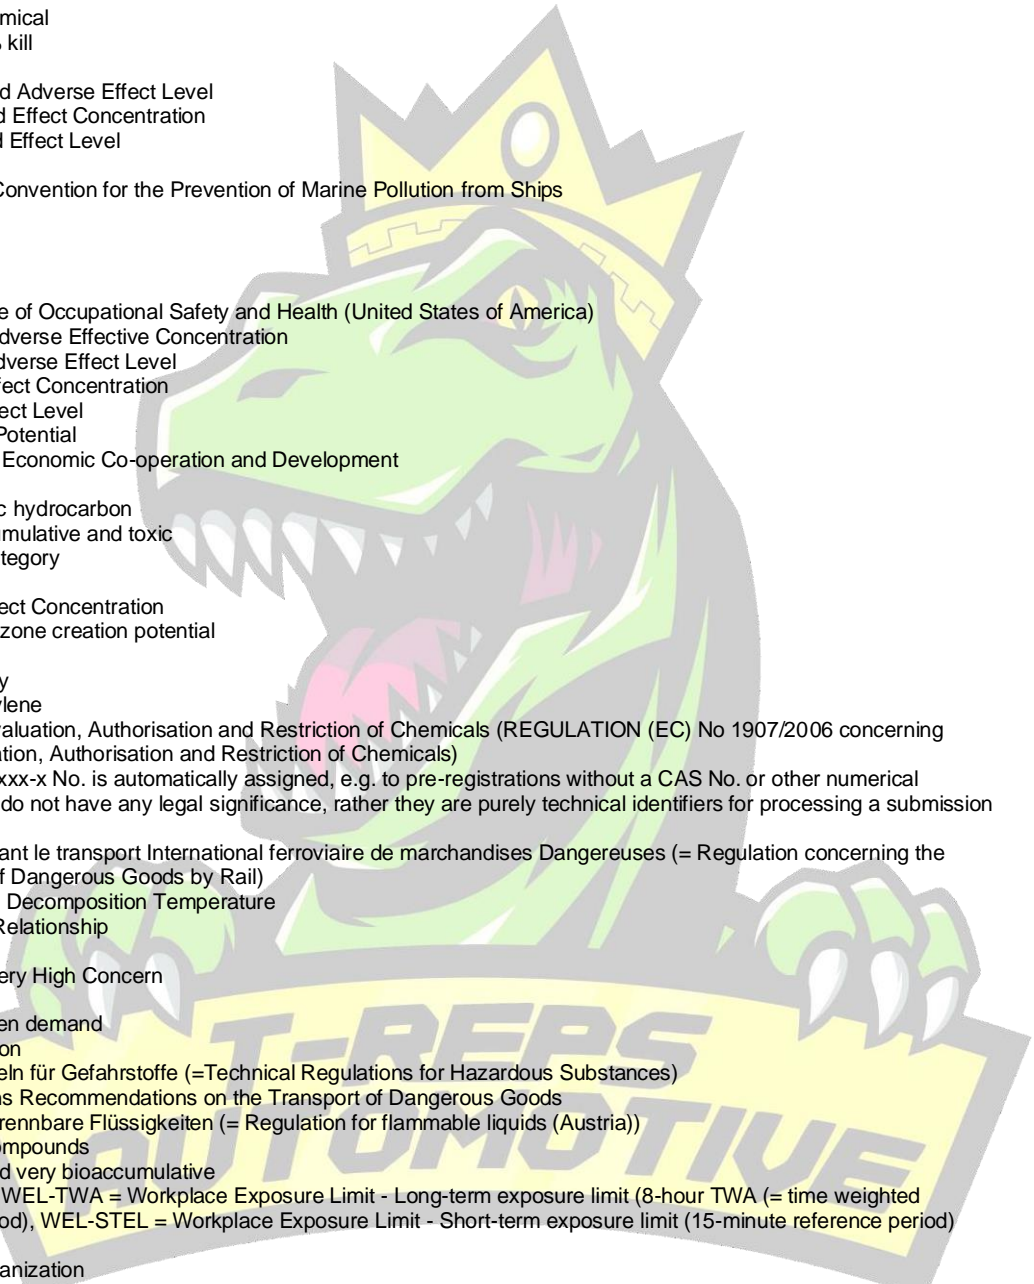 mical
kill
d Adverse Effect Level
d Effect Concentration
d Effect Level
Convention for the Prevention of Marine Pollution from Ships
e of Occupational Safety and Health (United States of America)
dverse Effective Concentration
dverse Effect Level
fect Concentration
ect Level
Potential
Economic Co-operation and Development
c hydrocarbon
umulative and toxic
tegory
ect Concentration
zone creation potential
y
ylene
valuation, Authorisation and Restriction of Chemicals (REGULATION (EC) No 1907/2006 concerning
ation, Authorisation and Restriction of Chemicals)
xxx-x No. is automatically assigned, e.g. to pre-registrations without a CAS No. or other numerical
do not have any legal significance, rather they are purely technical identifiers for processing a submission
ant le transport International ferroviaire de marchandises Dangereuses (= Regulation concerning the
of Dangerous Goods by Rail)
Decomposition Temperature
Relationship
ery High Concern
en demand
on
eln für Gefahrstoffe (=Technical Regulations for Hazardous Substances)
ns Recommendations on the Transport of Dangerous Goods
rennbare Flüssigkeiten (= Regulation for flammable liquids (Austria))
ompounds
d very bioaccumulative
WEL-TWA = Workplace Exposure Limit - Long-term exposure limit (8-hour TWA (= time weighted
od), WEL-STEL = Workplace Exposure Limit - Short-term exposure limit (15-minute reference period)
anization
T-REPS
AUTOMOTIVE